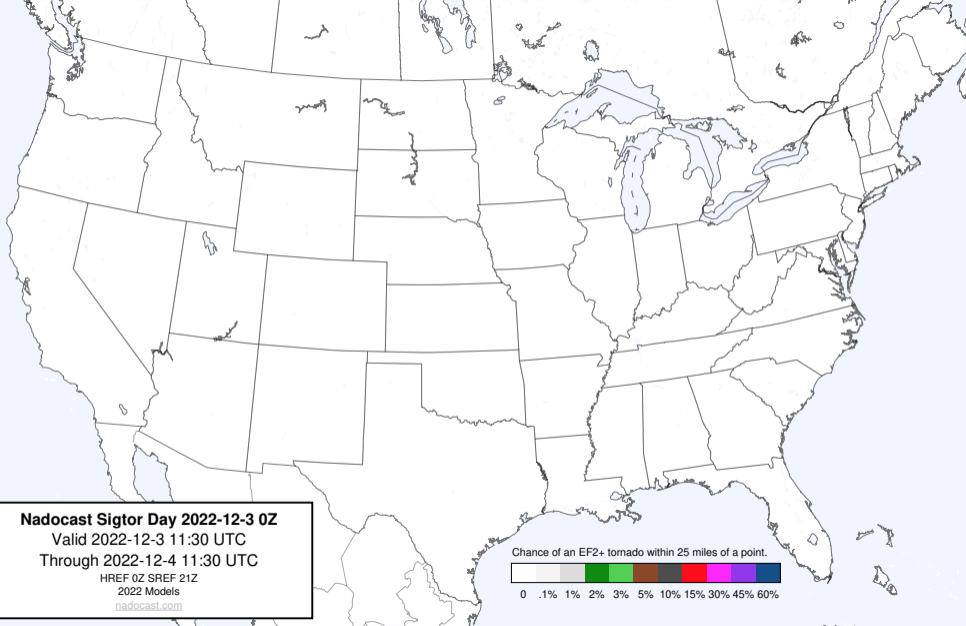 Nadocast Sigtor Day 2022-12-3 0Z
Valid 2022-12-3 11:30 UTC
Through 2022-12-4 11:30 UTC
HREF 0Z SREF 21Z
2022 Models
nadocast.com
Chance of an EF2+ tornado within 25 miles of a point.
0 .1% 1% 2% 3% 5% 10% 15% 30% 45% 60%